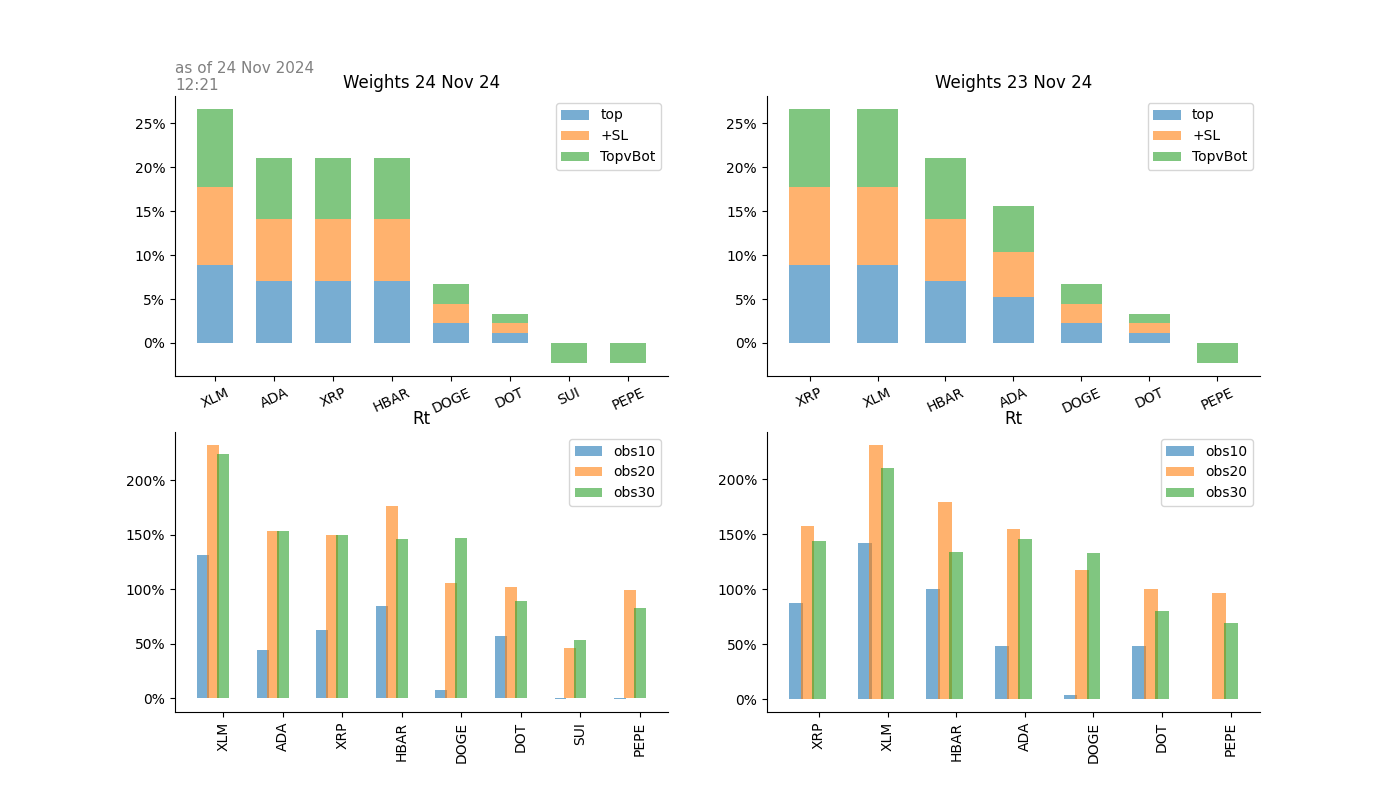 as of 24 Nov 2024
12:21
Weights 24 Nov 24
25%
20%
15%
10%
5%
0%
top
+SL
TopvBot
XLM
ADA
XRP
HBAR
DOGE
DOT
SUI
PEPE
Weights 23 Nov 24
25%
20%
15%
10%
5%
0%
top
+SL
TopvBot
XRP
XLM
HBAR
ADA
DOGE
DOT
PEPE
Rt
200%
150%
100%
50%
0%
obs10
obs20
obs30
XLM
ADA
XRP
HBAR
DOGE
DOT
SUI
PEPE
Rt
200%
150%
100%
50%
0%
obs10
obs20
obs30
XRP
XLM
HBAR
ADA
DOGE
DOT
PEPE